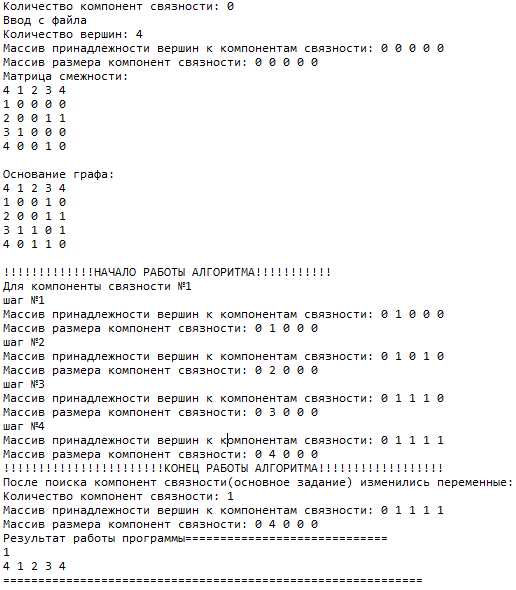 Количество компонент связности: 0
Ввод с файла
Количество вершин: 4
Массив принадлежности вершин к компонентам связности: 0 0 0 0 0
Массив размера компонент связности: 0 0 0 0 0
Матрица смежности:
4 1 2 3 4
1 0 0 0 0
2 0 0 1 1
3 1 0 0 0
4 0 0 1 0
Основание графа:
4 1 2 3 4
1 0 0 1 0
2 0 0 1 1
3 1 1 0 1
4 0 1 1 0
!!!!!!!!!!!!!НАЧАЛО РАБОТЫ АЛГОРИТМА!!!!!!!!!!!
Для компоненты связности №1
шаг №1
Массив принадлежности вершин к компонентам связности: 0 1 0 0 0
Массив размера компонент связности: 0 1 0 0 0
шаг №2
Массив принадлежности вершин к компонентам связности: 0 1 0 1 0
Массив размера компонент связности: 0 2 0 0 0
шаг №3
Массив принадлежности вершин к компонентам связности: 0 1 1 1 0
Массив размера компонент связности: 0 3 0 0 0
шаг №4
Массив принадлежности вершин к компонентам связности: 0 1 1 1 1
Массив размера компонент связности: 0 4 0 0 0
!!!!!!!!!!!!!!!!!!!!!!!КОНЕЦ РАБОТЫ АЛГОРИТМА!!!!!!!!!!!!!!!!!!
После поиска компонент связности(основное задание) изменились переменные:
Количество компонент связности: 1
Массив принадлежности вершин к компонентам связности: 0 1 1 1 1
Массив размера компонент связности: 0 4 0 0 0
Результат работы программы=============================
1
4 1 2 3 4
============================================================